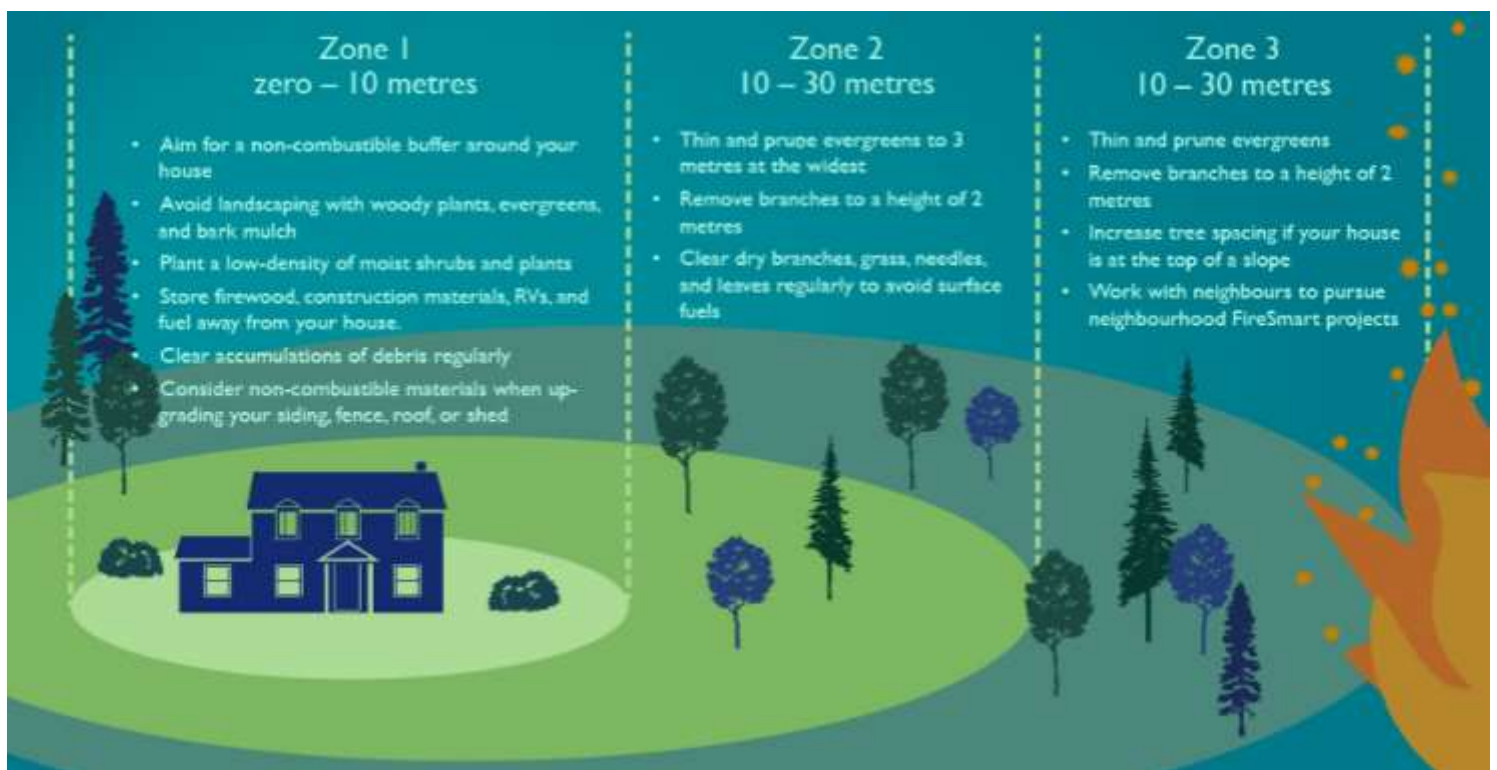 Zone 1
zero – 10 metres
• Aim for a non-combustible buffer around your
house
• Avoid landscaping with woody plants, evergreens,
and bark mulch
• Plant a low-density of moist shrubs and plants
• Store firewood, construction materials, RVs, and
fuel away from your house.
• Clear accumulations of debris regularly
• Consider non-combustible materials when up-
grading your siding, fence, roof, or shed
Zone 2
10 – 30 metres
• Thin and prune evergreens to 3
metres at the widest
• Remove branches to a height of 2
metres
• Clear dry branches, grass, needles,
and leaves regularly to avoid surface
fuels
Zone 3
10 – 30 metres
• Thin and prune evergreens
• Remove branches to a height of 2
metres
• Increase tree spacing if your house
is at the top of a slope
• Work with neighbours to pursue
neighbourhood FireSmart projects